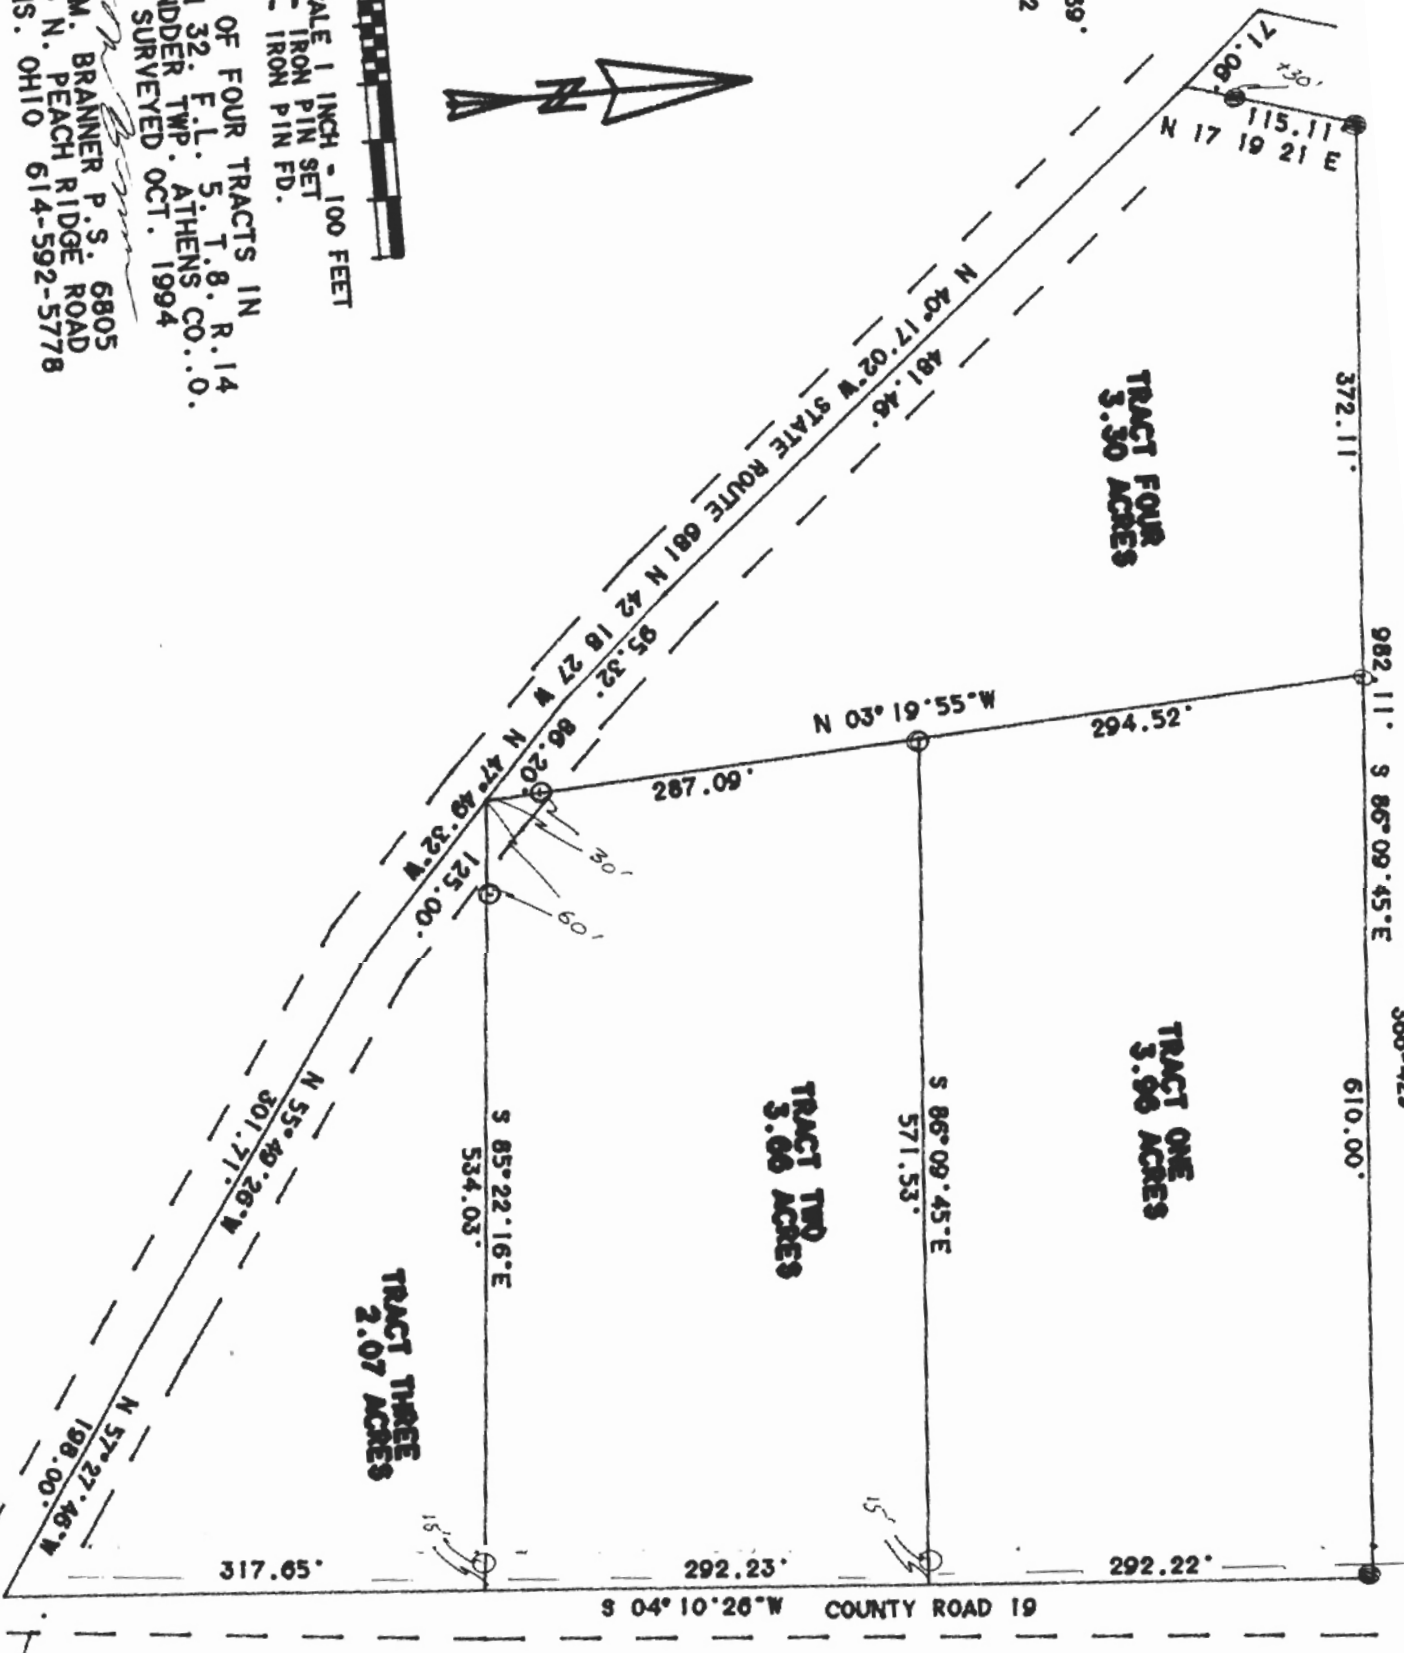 ALE 1 INCH = 100 FEET
- IRON PIN SET
- IRON PIN FD.
OF FOUR TRACTS IN
32. F.L. 5. T.8. R.14
TWP. ATHENS CO..O.
SURVEYED OCT. 1994
M. BRANNER P.S. 6805
N. PEACH RIDGE ROAD
OHIO 614-592-5778
N
71.06'
+30'
115.11
N 17 19 21 E
372.11'
982.11' S 86°09'45"E
610.00'
N 40°17'02"W STATE ROUTE 681 N 42 18 27 W N 47°49'32"W
481.46'
95.32'
86.20'
125.00'
TRACT FOUR
3.30 ACRES
N 03°19'55"W
294.52'
287.09'
30'
60'
TRACT ONE
3.96 ACRES
S 86°09'45"E
571.53'
TRACT TWO
3.66 ACRES
S 85°22'16"E
534.03'
N 55°49'26"W
301.71'
TRACT THREE
2.07 ACRES
N 57°27'46"W
198.00'
15'
15'
317.65'
292.23'
292.22'
S 04°10'26"W COUNTY ROAD 19